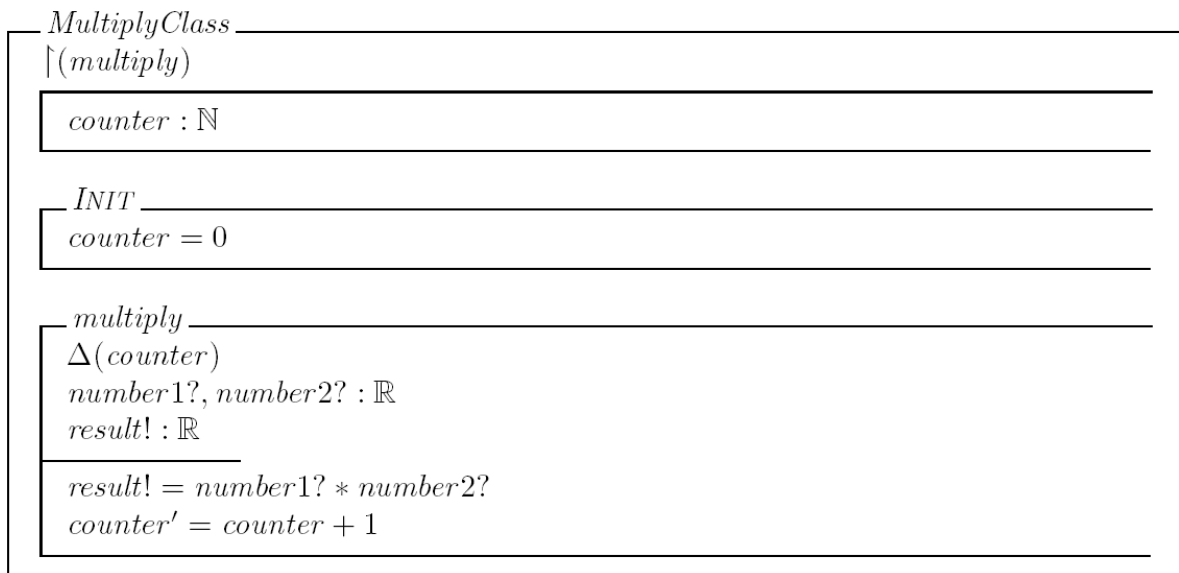 MultiplyClass
↾(multiply)
counter : ℕ
INIT
counter = 0
multiply
Δ(counter)
number1?, number2? : ℝ
result! : ℝ
result! = number1? ∗ number2?
counter′ = counter + 1